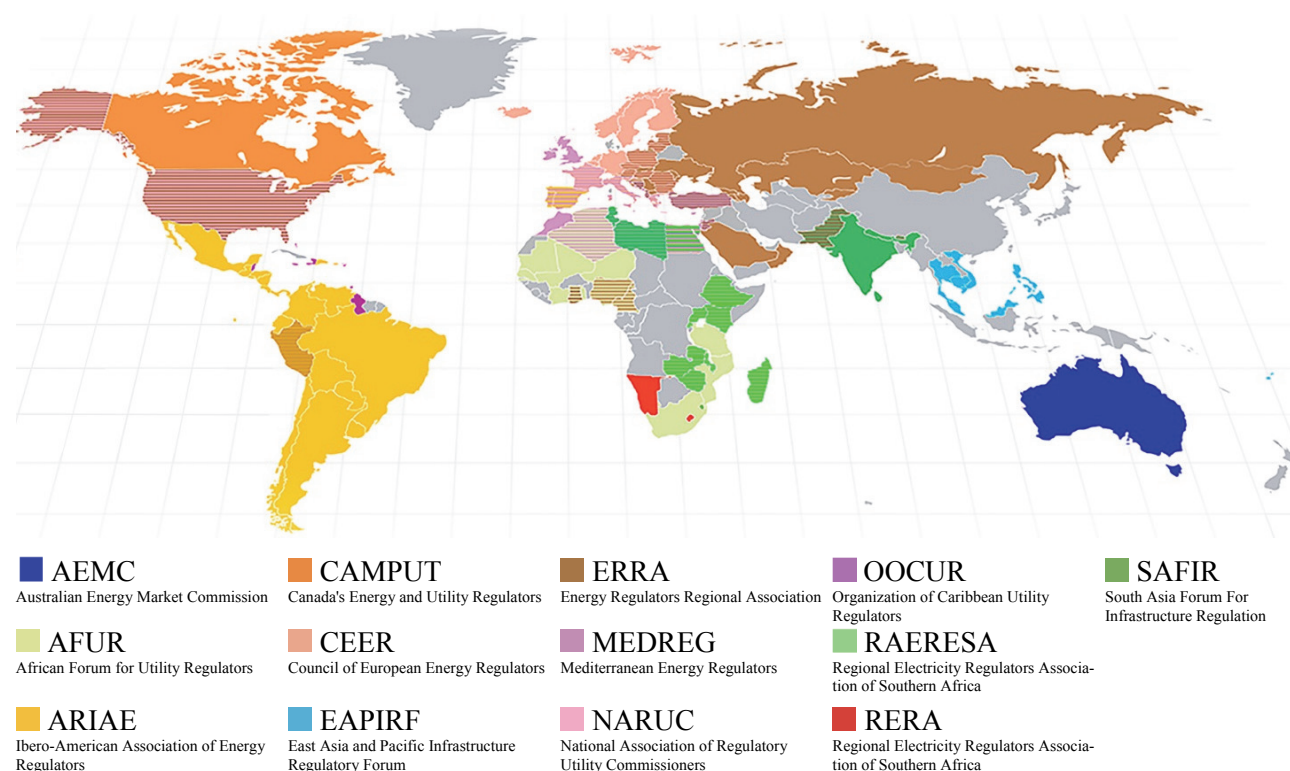 AEMC
Australian Energy Market Commission
CAMPUT
Canada's Energy and Utility Regulators
ERRA
Energy Regulators Regional Association
OOCUR
Organization of Caribbean Utility
Regulators
SAFIR
South Asia Forum For
Infrastructure Regulation
AFUR
African Forum for Utility Regulators
CEER
Council of European Energy Regulators
MEDREG
Mediterranean Energy Regulators
RAERESA
Regional Electricity Regulators Associa-
tion of Southern Africa
ARIAE
Ibero-American Association of Energy
Regulators
EAPIRF
East Asia and Pacific Infrastructure
Regulatory Forum
NARUC
National Association of Regulatory
Utility Commissioners
RERA
Regional Electricity Regulators Associa-
tion of Southern Africa